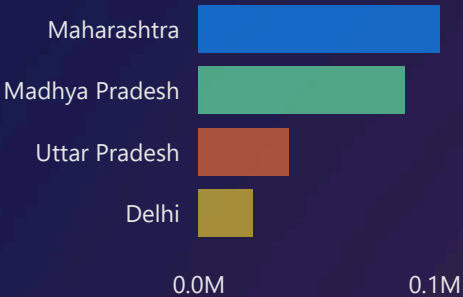 Maharashtra
Madhya Pradesh
Uttar Pradesh
Delhi
0.0M 0.1M